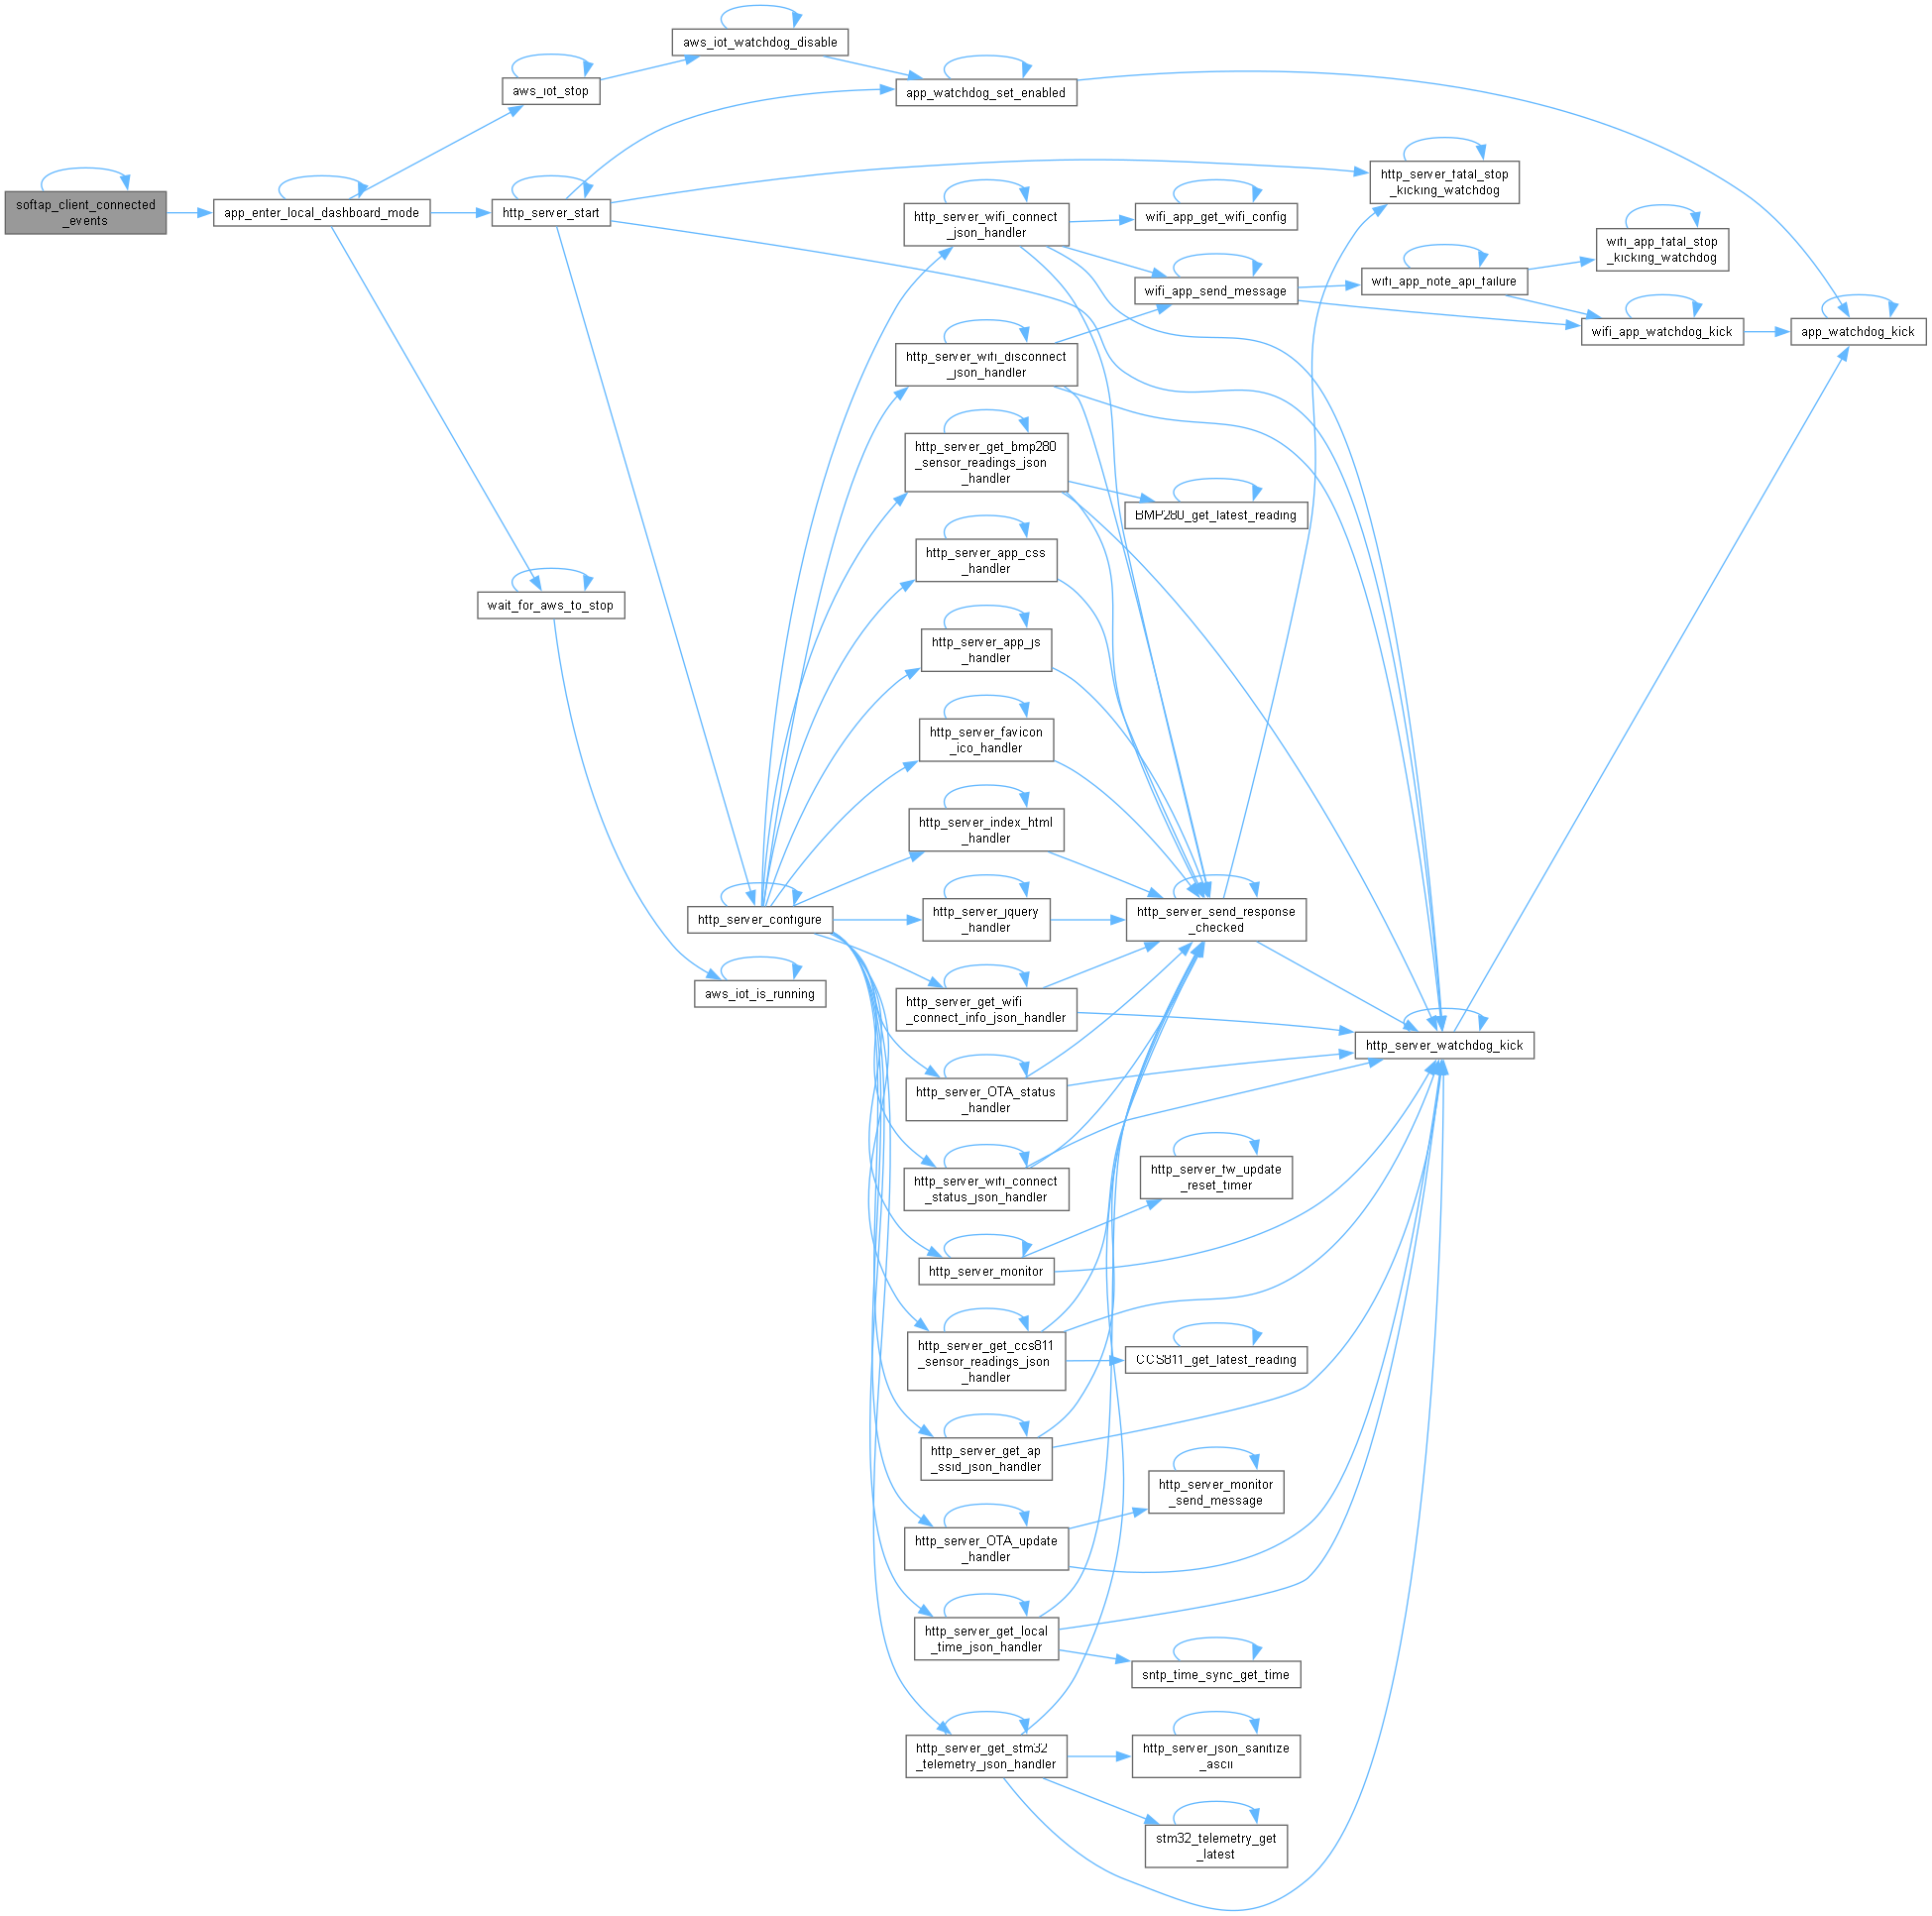 softap_client_connected
_events
app_enter_local_dashboard_mode
aws_iot_stop
http_server_start
wait_for_aws_to_stop
aws_iot_watchdog_disable
http_server_configure
aws_iot_is_running
app_watchdog_set_enabled
http_server_wifi_connect
_json_handler
http_server_wifi_disconnect
_json_handler
http_server_get_bmp280
_sensor_readings_json
_handler
http_server_app_css
_handler
http_server_app_js
_handler
http_server_favicon
_ico_handler
http_server_index_html
_handler
http_server_jquery
_handler
http_server_get_wifi
_connect_info_json_handler
http_server_OTA_status
_handler
http_server_wifi_connect
_status_json_handler
http_server_monitor
http_server_get_ccs811
_sensor_readings_json
_handler
http_server_get_ap
_ssid_json_handler
http_server_OTA_update
_handler
http_server_get_local
_time_json_handler
http_server_get_stm32
_telemetry_json_handler
wifi_app_get_wifi_config
wifi_app_send_message
BMP280_get_latest_reading
http_server_send_response
_checked
http_server_fw_update
_reset_timer
CCS811_get_latest_reading
http_server_monitor
_send_message
sntp_time_sync_get_time
http_server_json_sanitize
_ascii
stm32_telemetry_get
_latest
http_server_fatal_stop
_kicking_watchdog
wifi_app_note_api_failure
http_server_watchdog_kick
wifi_app_fatal_stop
_kicking_watchdog
wifi_app_watchdog_kick
app_watchdog_kick